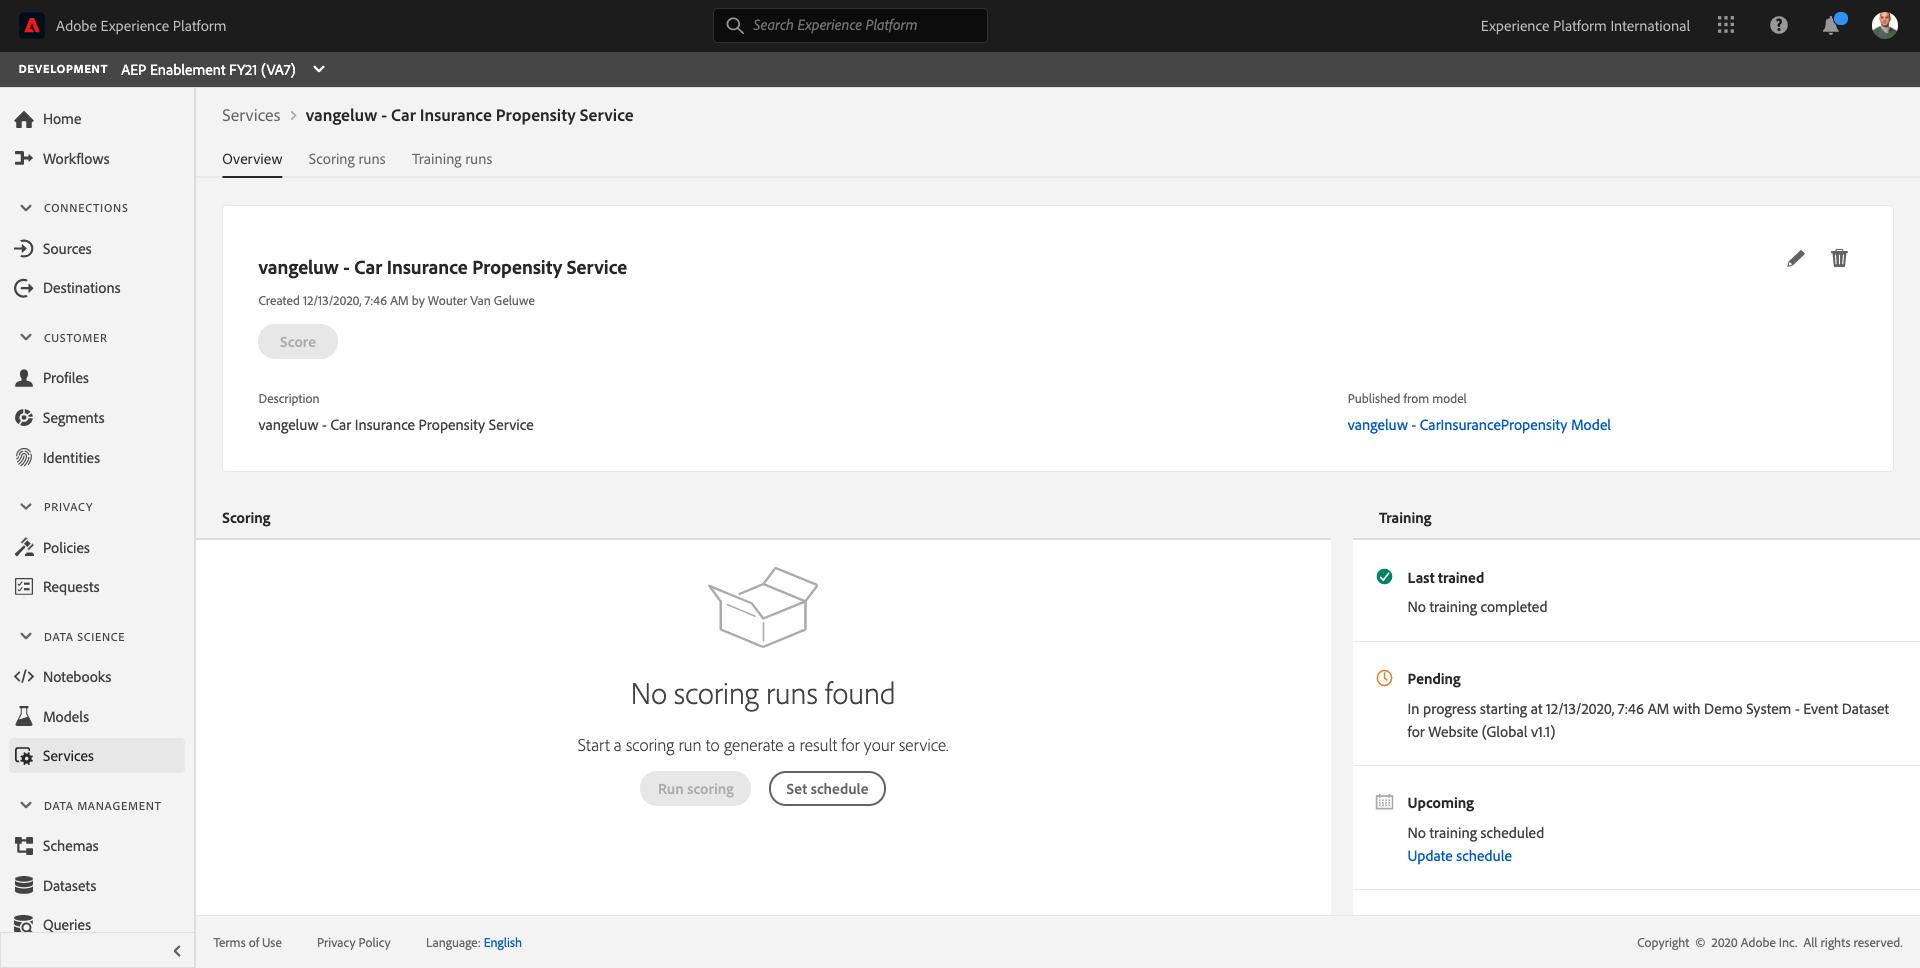 Adobe Experience Platform
Search Experience Platform
Experience Platform International
DEVELOPMENT AEP Enablement FY21 (VA7)
Home
Workflows
CONNECTIONS
Sources
Destinations
CUSTOMER
Profiles
Segments
Identities
PRIVACY
Policies
Requests
DATA SCIENCE
Notebooks
Models
Services
DATA MANAGEMENT
Schemas
Datasets
Queries
Services > vangeluw - Car Insurance Propensity Service
Overview Scoring runs Training runs
vangeluw - Car Insurance Propensity Service
Created 12/13/2020, 7:46 AM by Wouter Van Geluwe
Score
Description
vangeluw - Car Insurance Propensity Service
Published from model
vangeluw - CarInsurancePropensity Model
Scoring
No scoring runs found
Start a scoring run to generate a result for your service.
Run scoring Set schedule
Training
Last trained
No training completed
Pending
In progress starting at 12/13/2020, 7:46 AM with Demo System - Event Dataset
for Website (Global v1.1)
Upcoming
No training scheduled
Update schedule
Terms of Use Privacy Policy Language: English
Copyright © 2020 Adobe Inc. All rights reserved.